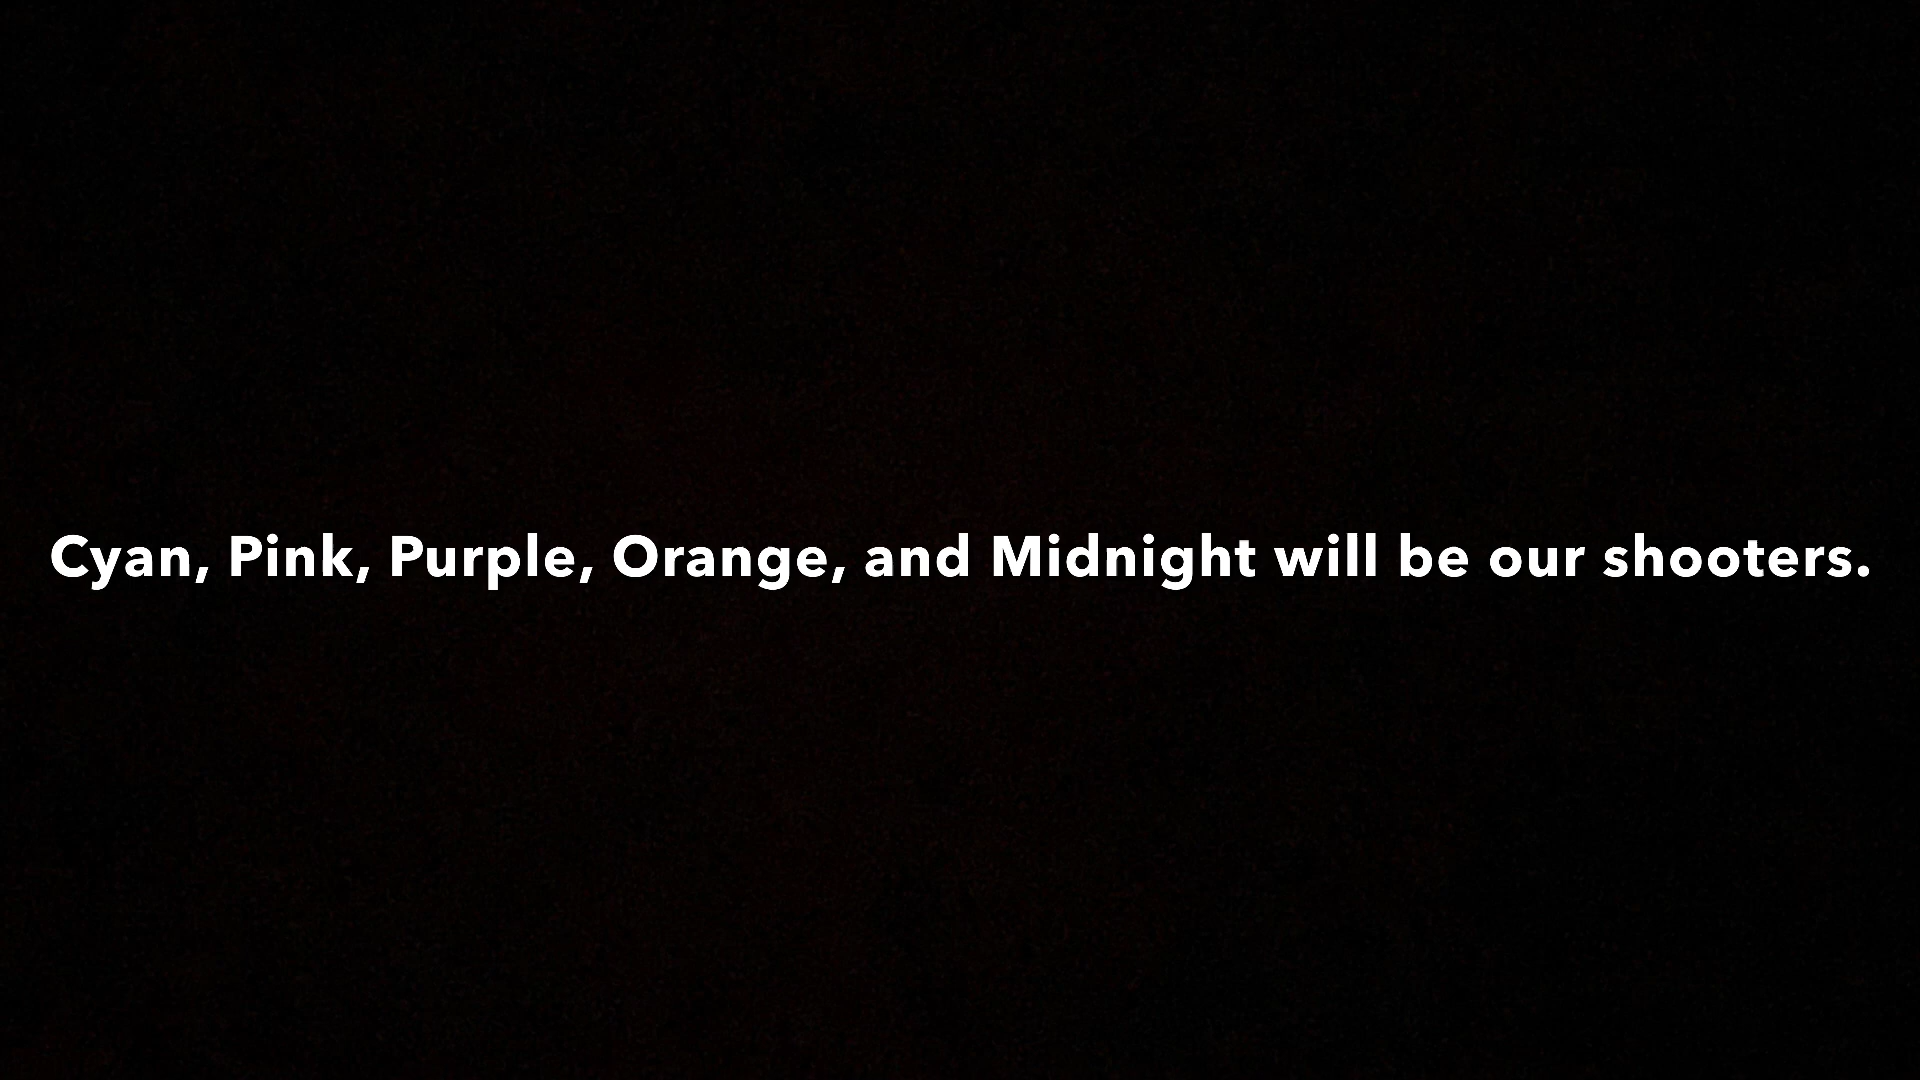 Cyan, Pink, Purple, Orange, and Midnight will be our shooters.